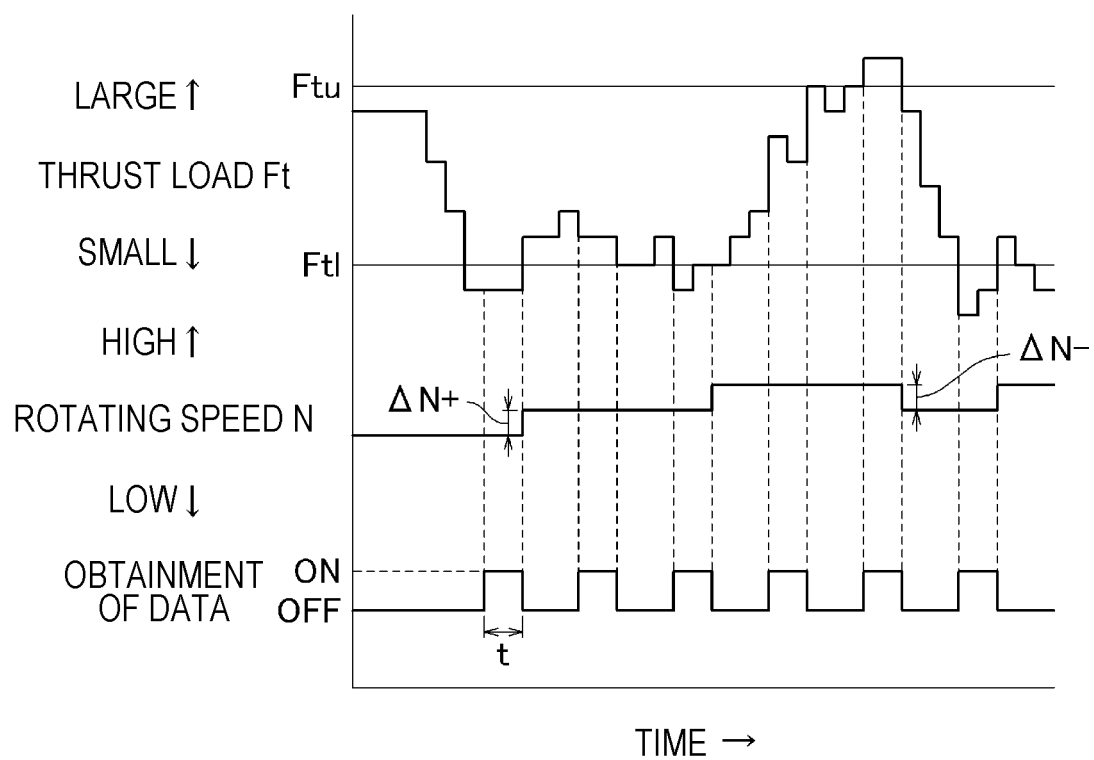 LARGE↑
Ftu
THRUST LOAD Ft
SMALL↓
Ftl
HIGH↑
ΔN−
ΔN+
ROTATING SPEED N
LOW↓
OBTAINMENT
OF DATA
ON
OFF
t
TIME →